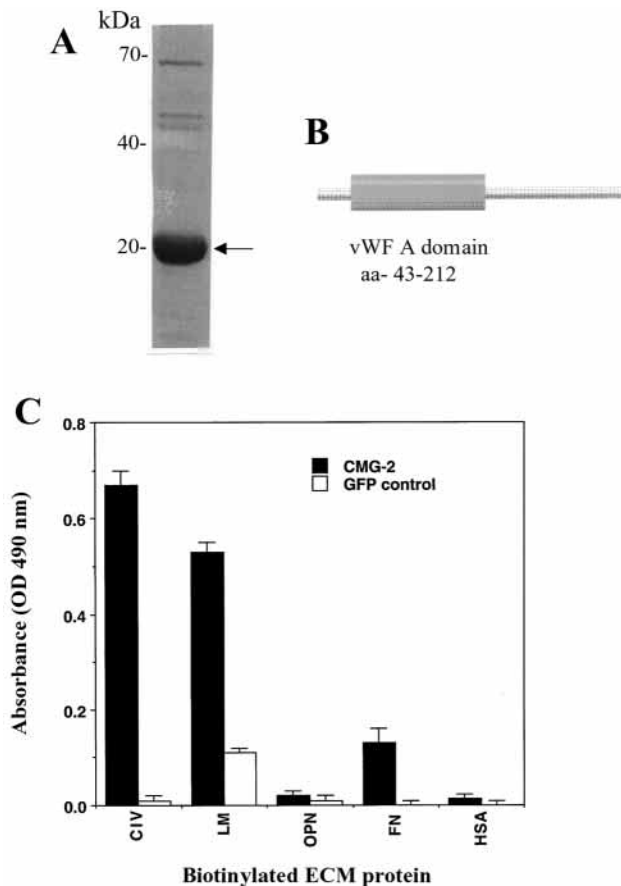 A
kDa
70-
40-
20-
B
vWF A domain
aa- 43-212
C
0.8
0.6
0.4
0.2
0.0
Absorbance (OD 490 nm)
CMG-2
GFP control
CIV
LM
OPN
FN
HSA
Biotinylated ECM protein